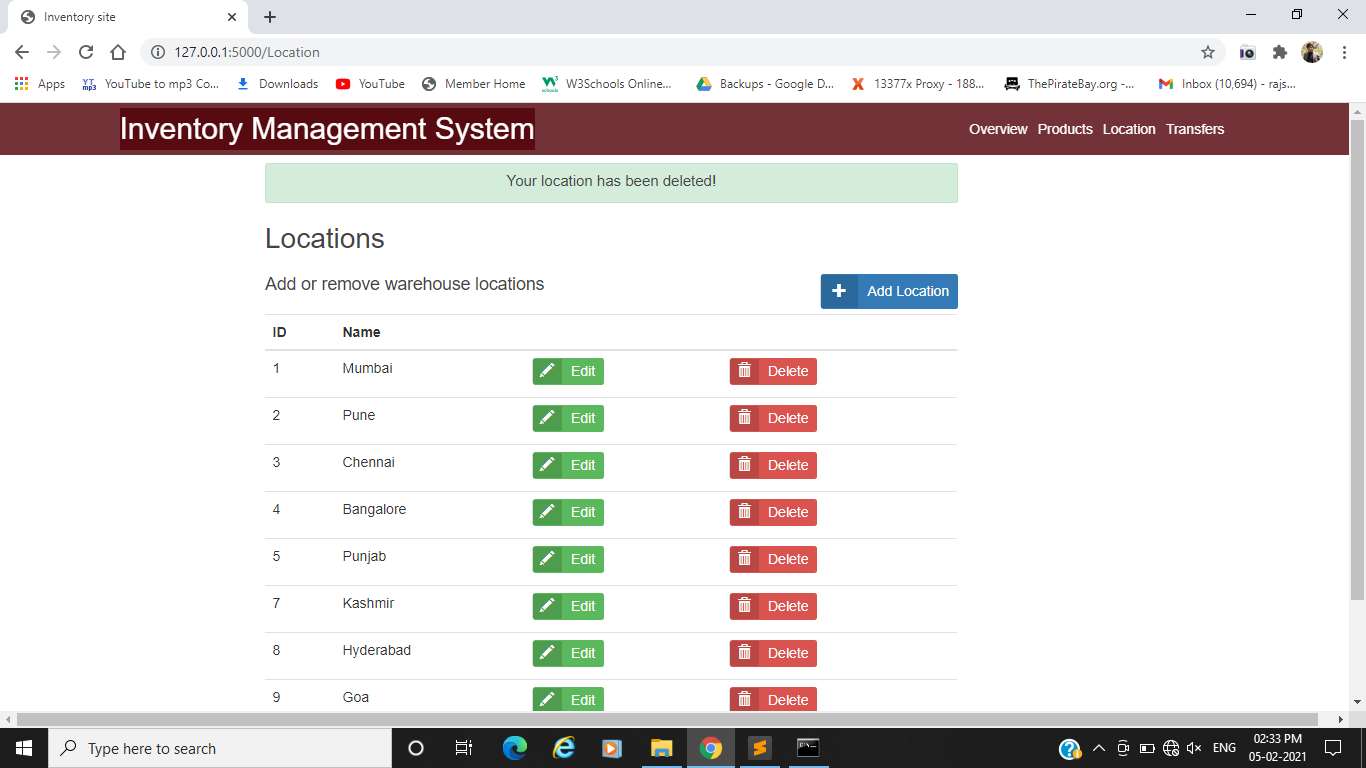 Inventory site
127.0.0.1:5000/Location
Apps YouTube to mp3 Co... Downloads YouTube Member Home W3Schools Online... Backups - Google D... 13377x Proxy - 188... ThePirateBay.org -... Inbox (10,694) - rajs...
Inventory Management System
Overview Products Location Transfers
Your location has been deleted!
Locations
Add or remove warehouse locations
Add Location
ID Name
1 Mumbai Edit Delete
2 Pune Edit Delete
3 Chennai Edit Delete
4 Bangalore Edit Delete
5 Punjab Edit Delete
7 Kashmir Edit Delete
8 Hyderabad Edit Delete
9 Goa Edit Delete
Type here to search
ENG
02:33 PM
05-02-2021